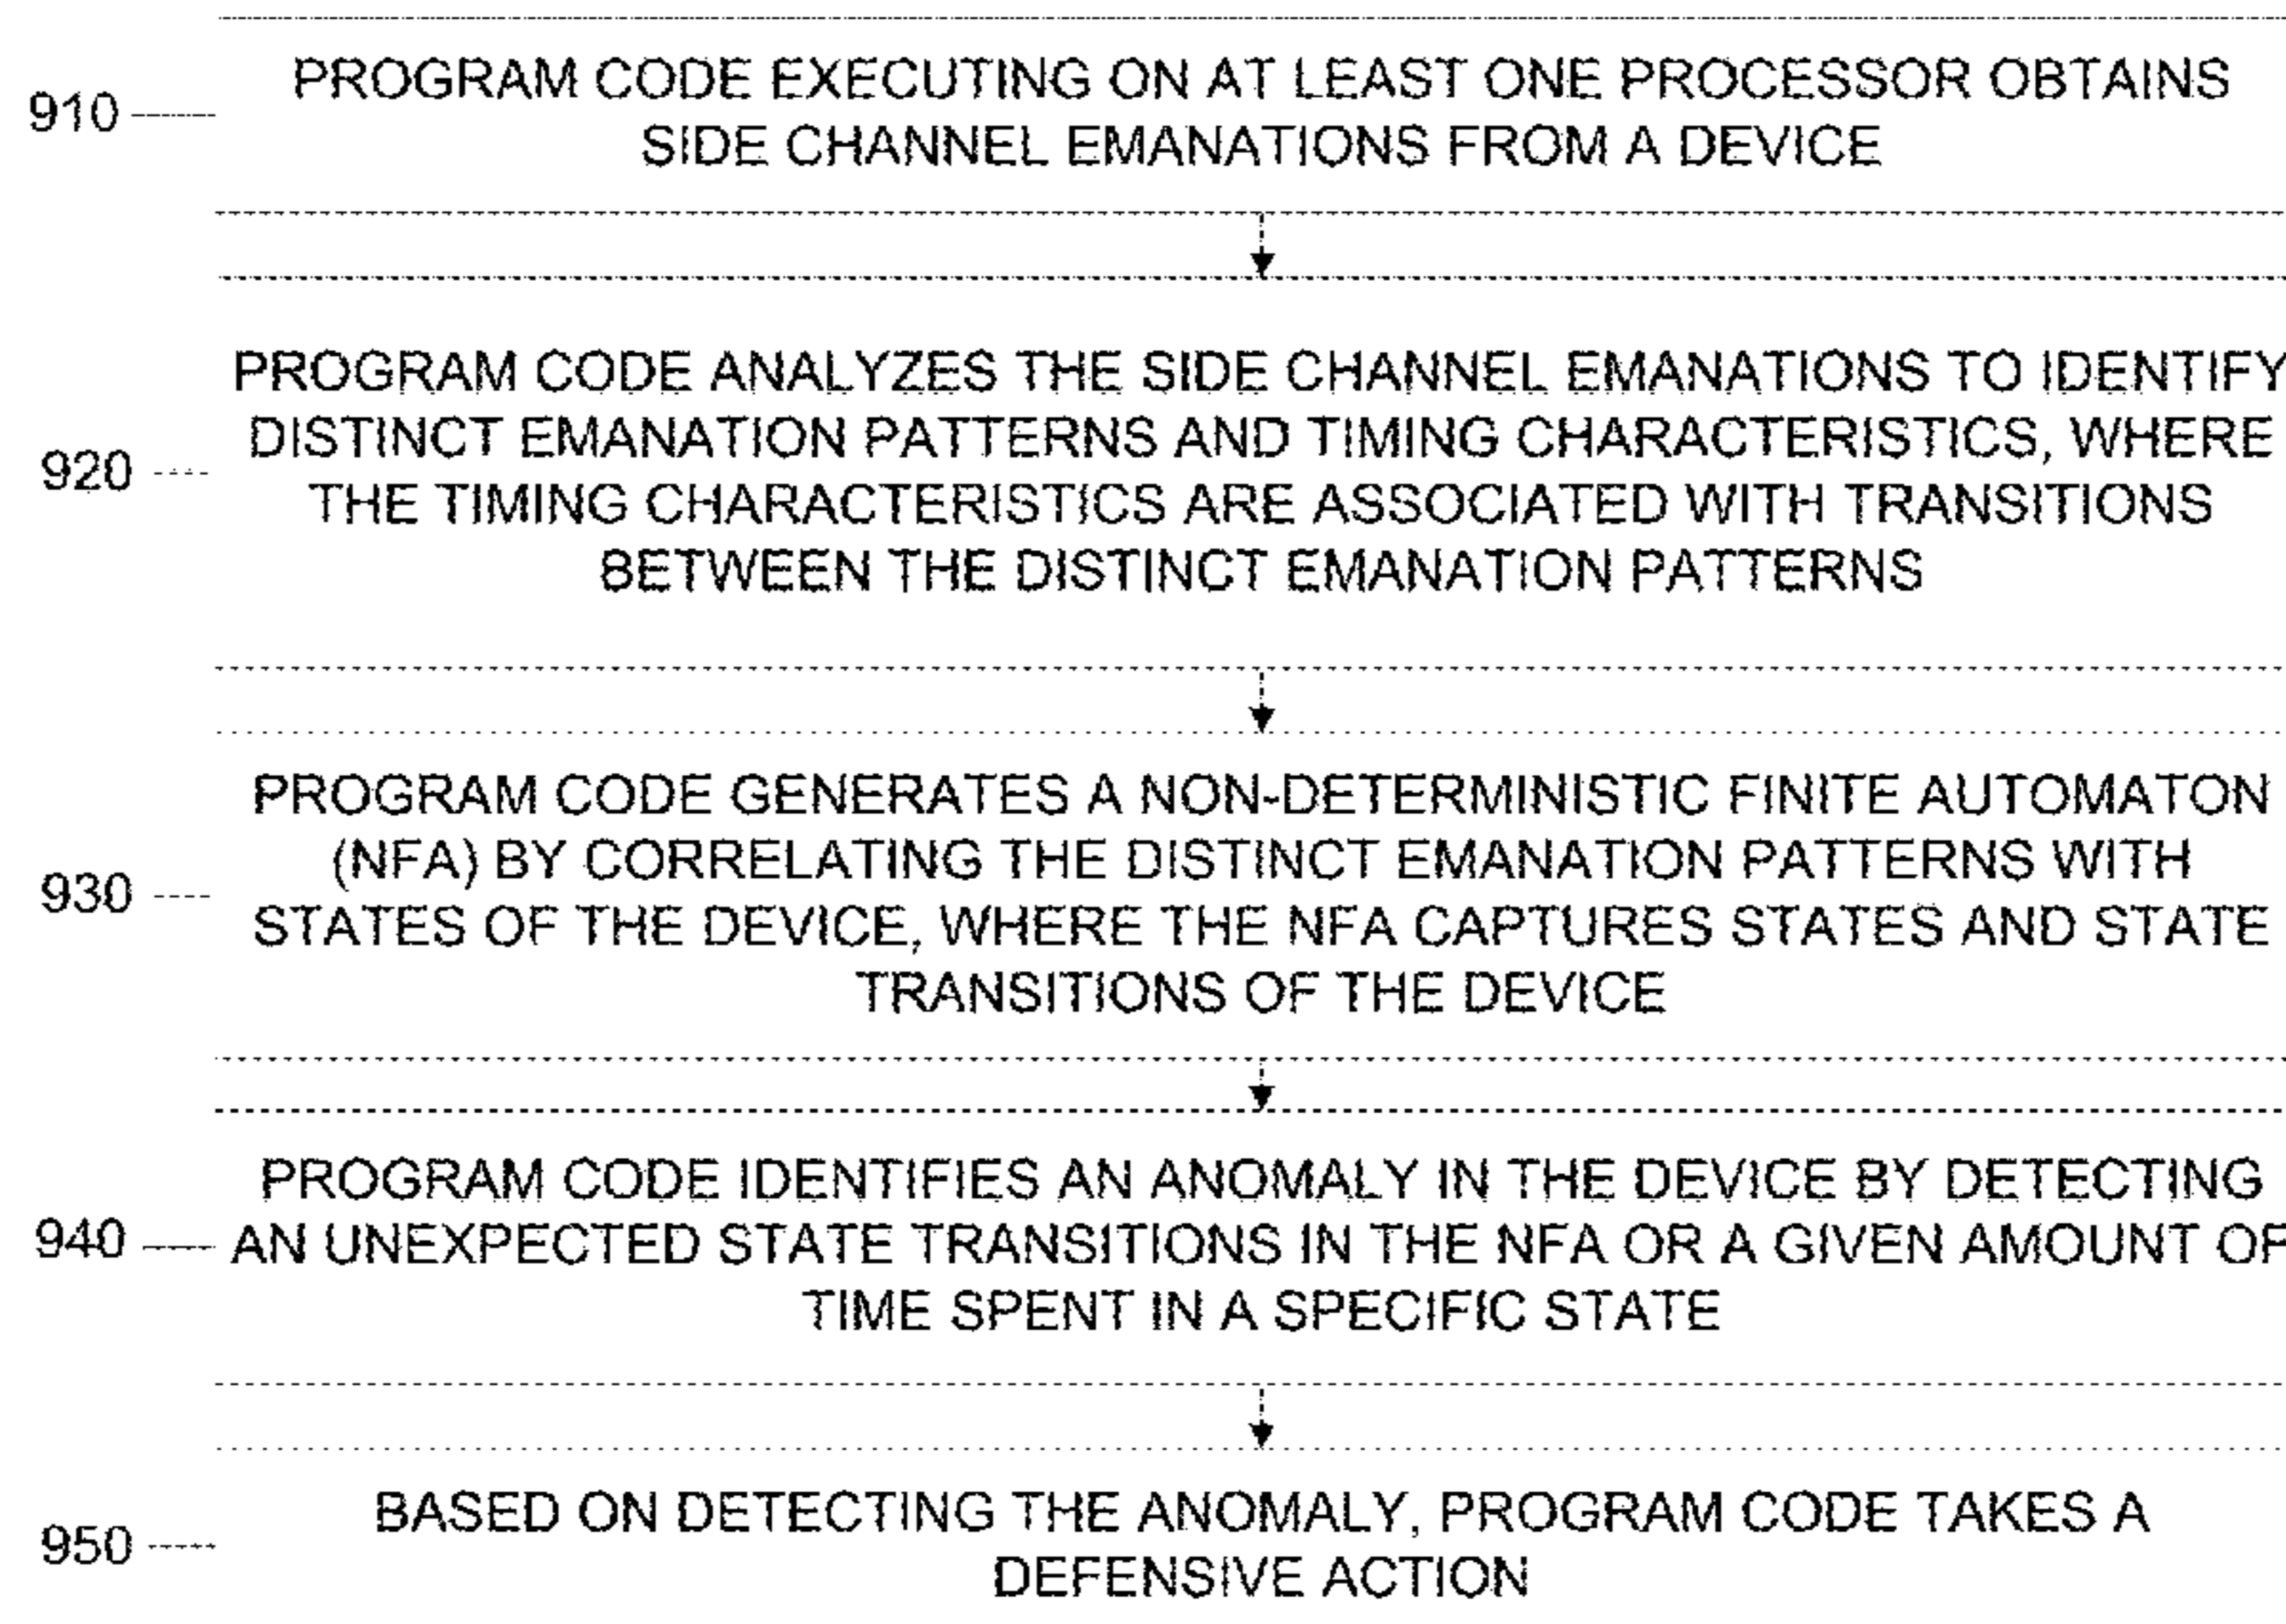 PROGRAM CODE EXECUTING ON AT LEAST ONE PROCESSOR OBTAINS
910
SIDE CHANNEL EMANATIONS FROM A DEVICE
PROGRAM CODE ANALYZES THE SIDE CHANNEL EMANATIONS TO IDENTIFY
DISTINCT EMANATION PATTERNS AND TIMING CHARACTERISTICS, WHERE
920
THE TIMING CHARACTERISTICS ARE ASSOCIATED WITH TRANSITIONS
BETWEEN THE DISTINCT EMANATION PATTERNS
PROGRAM CODE GENERATES A NON-DETERMINISTIC FINITE AUTOMATON
(NFA) BY CORRELATING THE DISTINCT EMANATION PATTERNS WITH
930
STATES OF THE DEVICE, WHERE THE NFA CAPTURES STATES AND STATE
TRANSITIONS OF THE DEVICE
PROGRAM CODE IDENTIFIES AN ANOMALY IN THE DEVICE BY DETECTING
940
AN UNEXPECTED STATE TRANSITIONS IN THE NFA OR A GIVEN AMOUNT OF
TIME SPENT IN A SPECIFIC STATE
BASED ON DETECTING THE ANOMALY, PROGRAM CODE TAKES A
950
DEFENSIVE ACTION